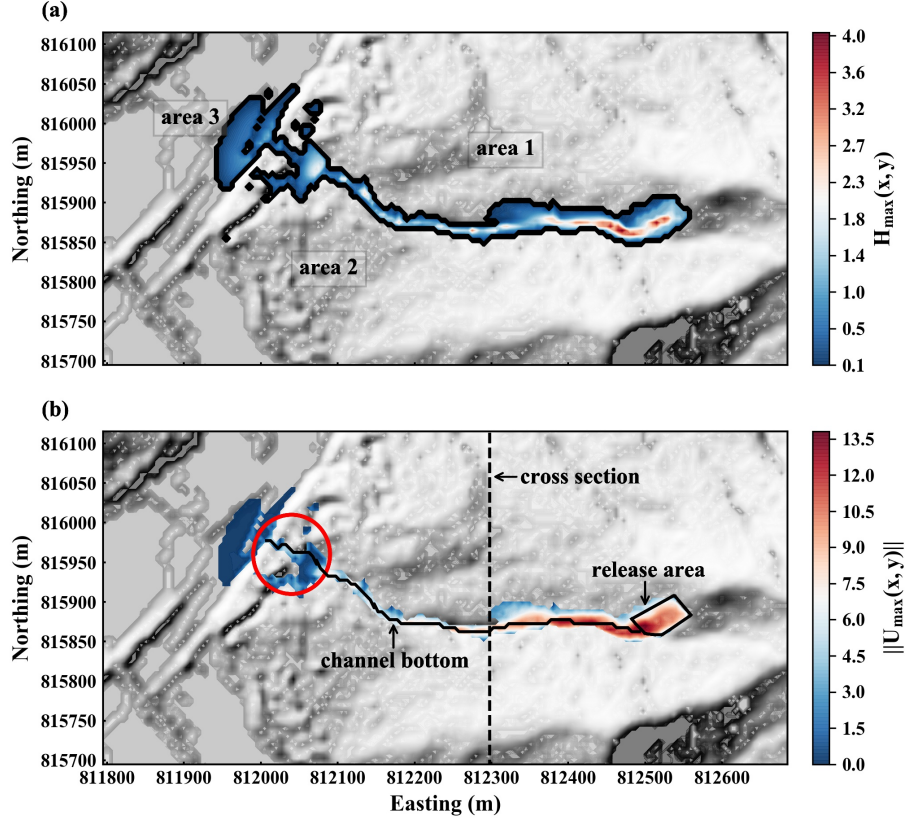 (a)
816100
816050
816000
815950
815900
815850
815800
815750
815700
Northing (m)
area 3
area 1
area 2
4.0
3.6
3.2
2.7
2.3
1.8
1.4
1.0
0.5
0.1
H_max(x, y)
(b)
816100
816050
816000
815950
815900
815850
815800
815750
815700
Northing (m)
cross section
release area
channel bottom
13.5
12.0
10.5
9.0
7.5
6.0
4.5
3.0
1.5
0.0
||U_max(x, y)||
811800 811900 812000 812100 812200 812300 812400 812500 812600
Easting (m)